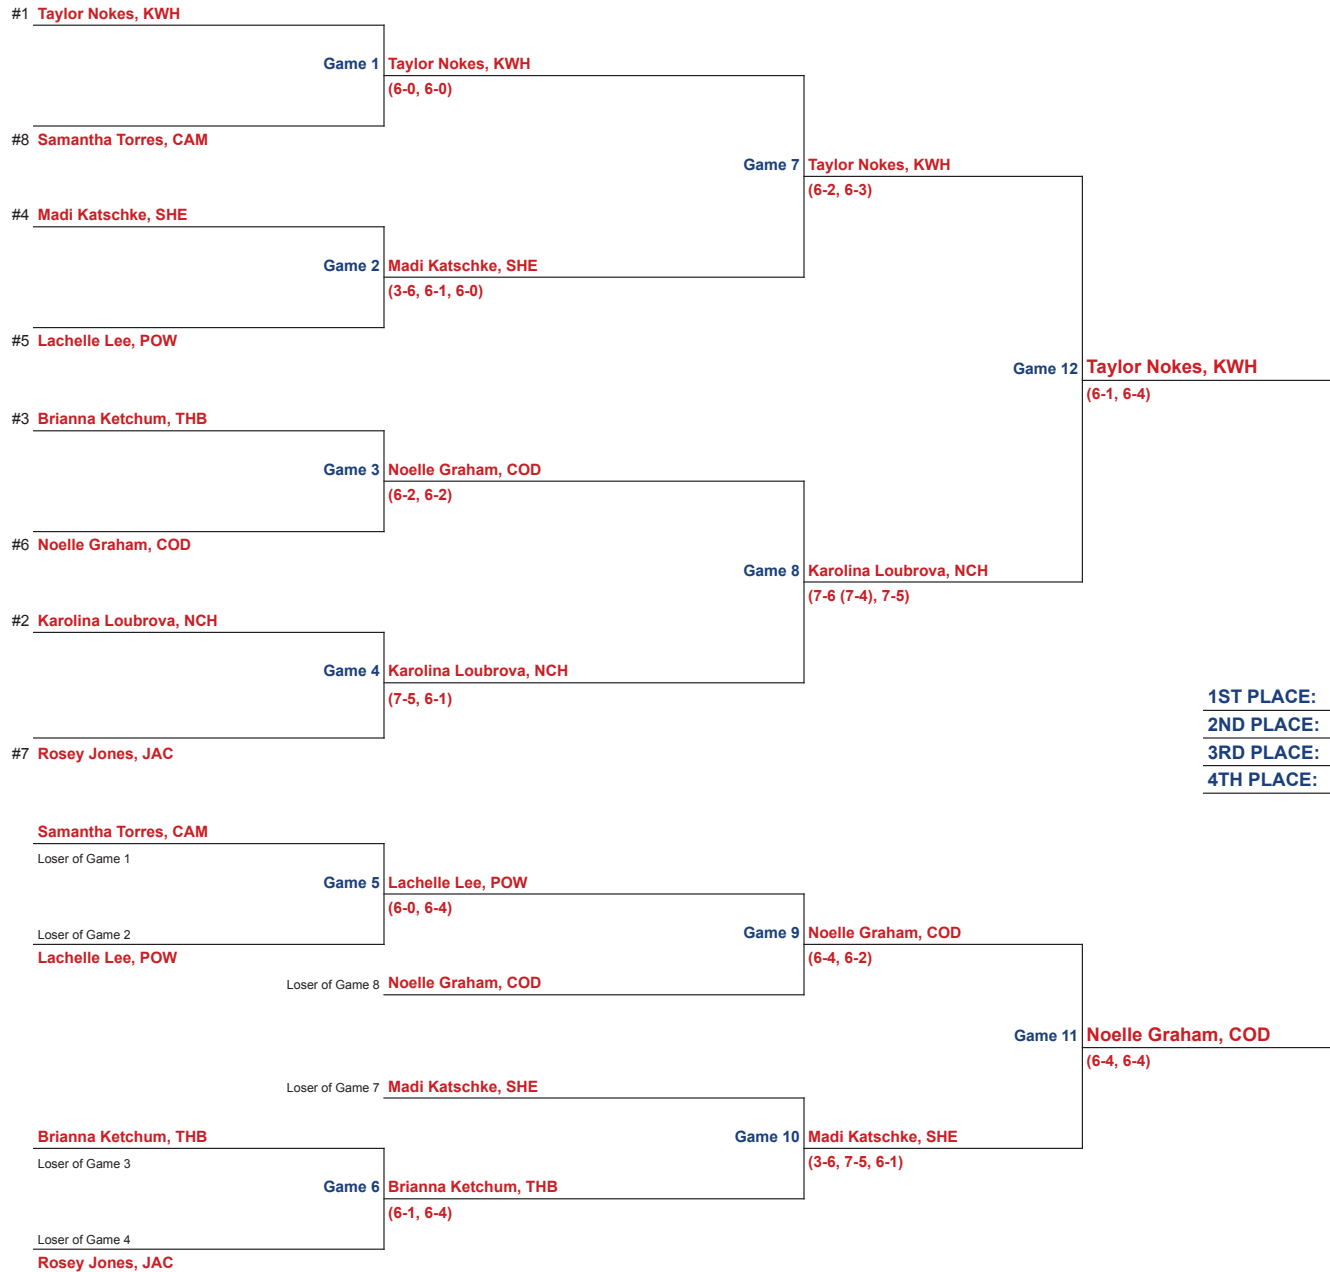 #1 Taylor Nokes, KWH
Game 1 Taylor Nokes, KWH
(6-0, 6-0)
#8 Samantha Torres, CAM
Game 7 Taylor Nokes, KWH
(6-2, 6-3)
#4 Madi Katschke, SHE
Game 2 Madi Katschke, SHE
(3-6, 6-1, 6-0)
#5 Lachelle Lee, POW
Game 12 Taylor Nokes, KWH
(6-1, 6-4)
#3 Brianna Ketchum, THB
Game 3 Noelle Graham, COD
(6-2, 6-2)
#6 Noelle Graham, COD
Game 8 Karolina Loubrova, NCH
(7-6 (7-4), 7-5)
#2 Karolina Loubrova, NCH
Game 4 Karolina Loubrova, NCH
(7-5, 6-1)
#7 Rosey Jones, JAC
1ST PLACE:
2ND PLACE:
3RD PLACE:
4TH PLACE:
Samantha Torres, CAM
Loser of Game 1
Game 5 Lachelle Lee, POW
(6-0, 6-4)
Loser of Game 2
Lachelle Lee, POW
Game 9 Noelle Graham, COD
(6-4, 6-2)
Loser of Game 8 Noelle Graham, COD
Game 11 Noelle Graham, COD
(6-4, 6-4)
Loser of Game 7 Madi Katschke, SHE
Brianna Ketchum, THB
Loser of Game 3
Game 10 Madi Katschke, SHE
(3-6, 7-5, 6-1)
Game 6 Brianna Ketchum, THB
(6-1, 6-4)
Loser of Game 4
Rosey Jones, JAC